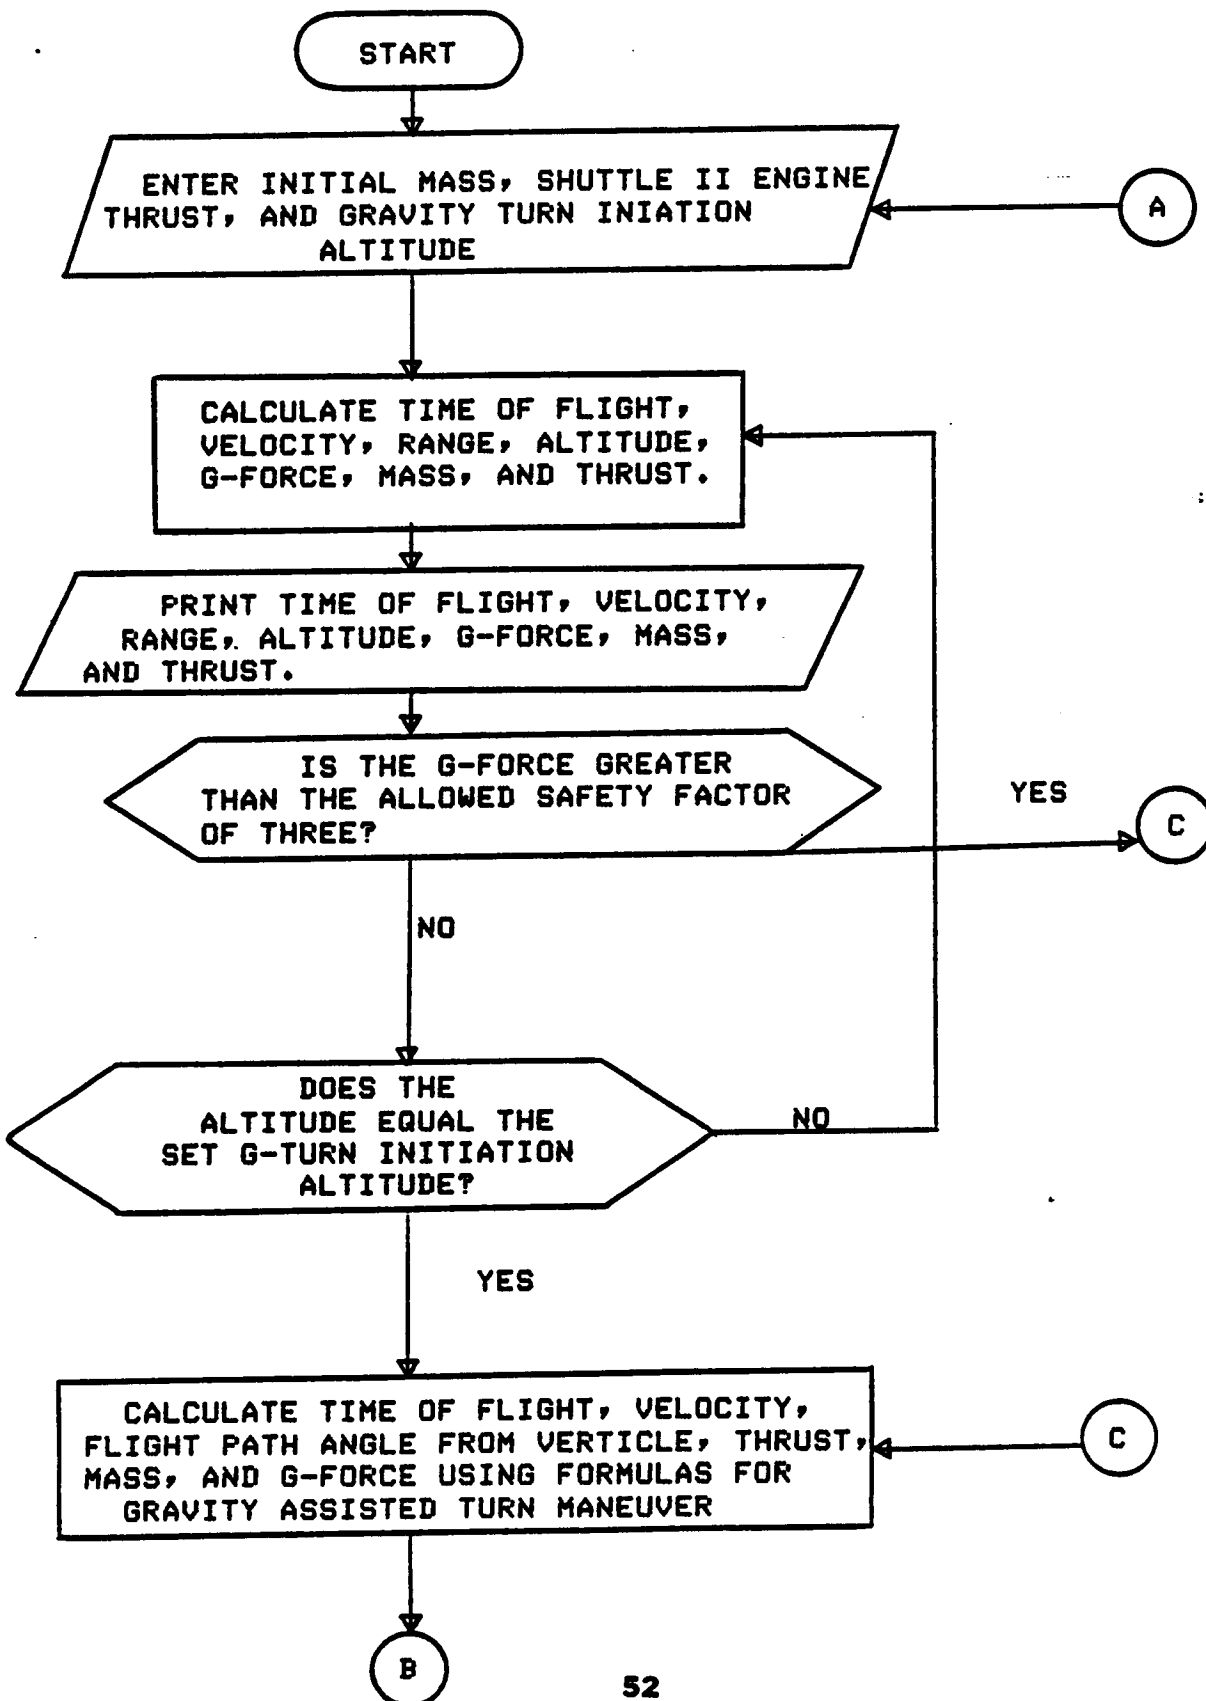 START
ENTER INITIAL MASS, SHUTTLE II ENGINE
THRUST, AND GRAVITY TURN INIATION
ALTITUDE
A
CALCULATE TIME OF FLIGHT,
VELOCITY, RANGE, ALTITUDE,
G-FORCE, MASS, AND THRUST.
PRINT TIME OF FLIGHT, VELOCITY,
RANGE, ALTITUDE, G-FORCE, MASS,
AND THRUST.
IS THE G-FORCE GREATER
THAN THE ALLOWED SAFETY FACTOR
OF THREE?
YES
C
NO
DOES THE
ALTITUDE EQUAL THE
SET G-TURN INITIATION
ALTITUDE?
NO
YES
CALCULATE TIME OF FLIGHT, VELOCITY,
FLIGHT PATH ANGLE FROM VERTICLE, THRUST,
MASS, AND G-FORCE USING FORMULAS FOR
GRAVITY ASSISTED TURN MANEUVER
C
B
52